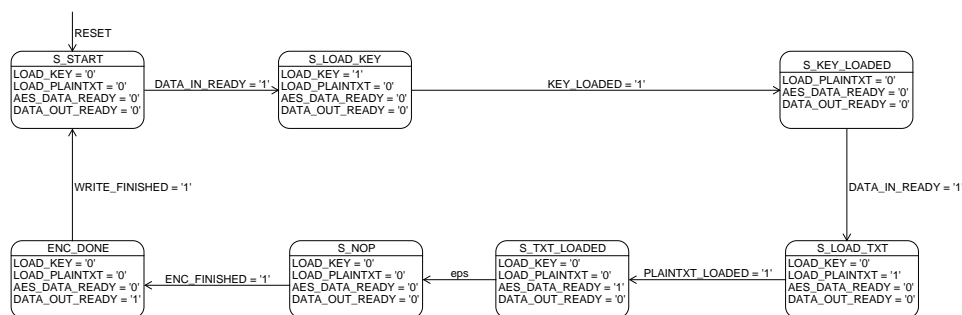 RESET
S_START
LOAD_KEY = '0'
LOAD_PLAINTXT = '0'
AES_DATA_READY = '0'
DATA_OUT_READY = '0'
DATA_IN_READY = '1'
S_LOAD_KEY
LOAD_KEY = '1'
LOAD_PLAINTXT = '0'
AES_DATA_READY = '0'
DATA_OUT_READY = '0'
KEY_LOADED = '1'
S_KEY_LOADED
LOAD_PLAINTXT = '0'
AES_DATA_READY = '0'
DATA_OUT_READY = '0'
WRITE_FINISHED = '1'
DATA_IN_READY = '1'
ENC_DONE
LOAD_KEY = '0'
LOAD_PLAINTXT = '0'
AES_DATA_READY = '0'
DATA_OUT_READY = '1'
ENC_FINISHED = '1'
S_NOP
LOAD_KEY = '0'
LOAD_PLAINTXT = '0'
AES_DATA_READY = '0'
DATA_OUT_READY = '0'
eps
S_TXT_LOADED
LOAD_KEY = '0'
LOAD_PLAINTXT = '0'
AES_DATA_READY = '1'
DATA_OUT_READY = '0'
PLAINTXT_LOADED = '1'
S_LOAD_TXT
LOAD_KEY = '0'
LOAD_PLAINTXT = '1'
AES_DATA_READY = '0'
DATA_OUT_READY = '0'